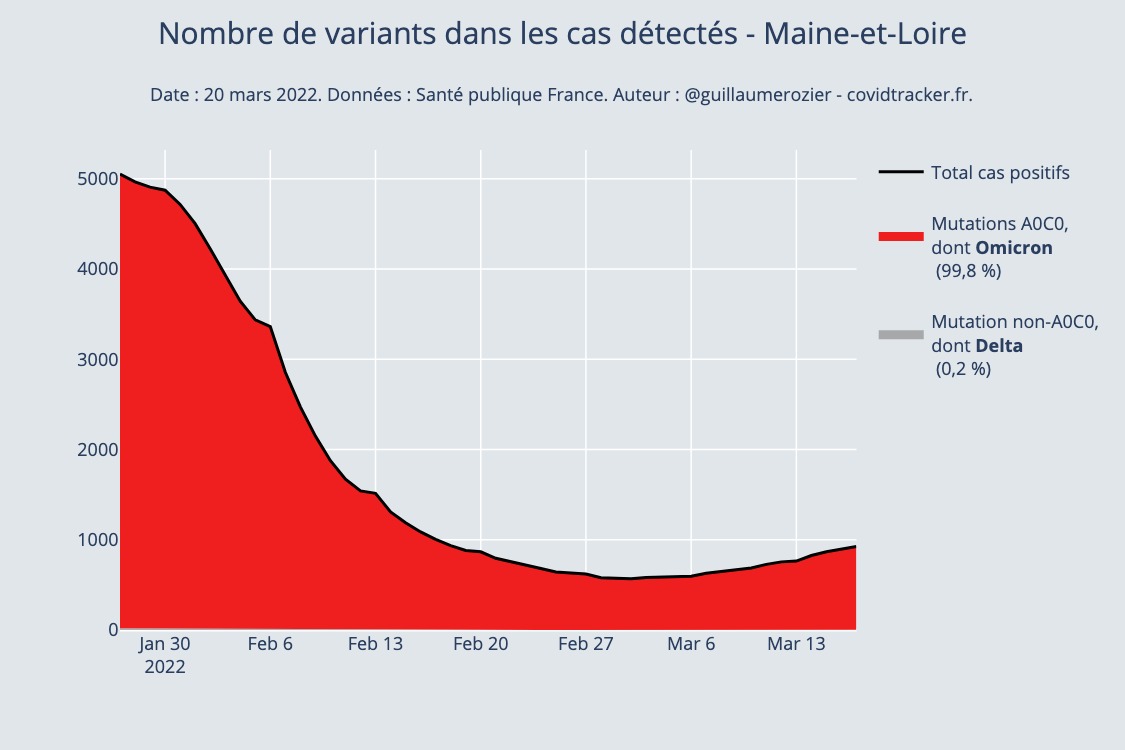 Nombre de variants dans les cas détectés - Maine-et-Loire
Date : 20 mars 2022. Données : Santé publique France. Auteur : @guillaumerozier - covidtracker.fr.
5000
4000
3000
2000
1000
0
Jan 30
2022
Feb 6
Feb 13
Feb 20
Feb 27
Mar 6
Mar 13
Total cas positifs
Mutations A0C0,
dont Omicron
(99,8 %)
Mutation non-A0C0,
dont Delta
(0,2 %)